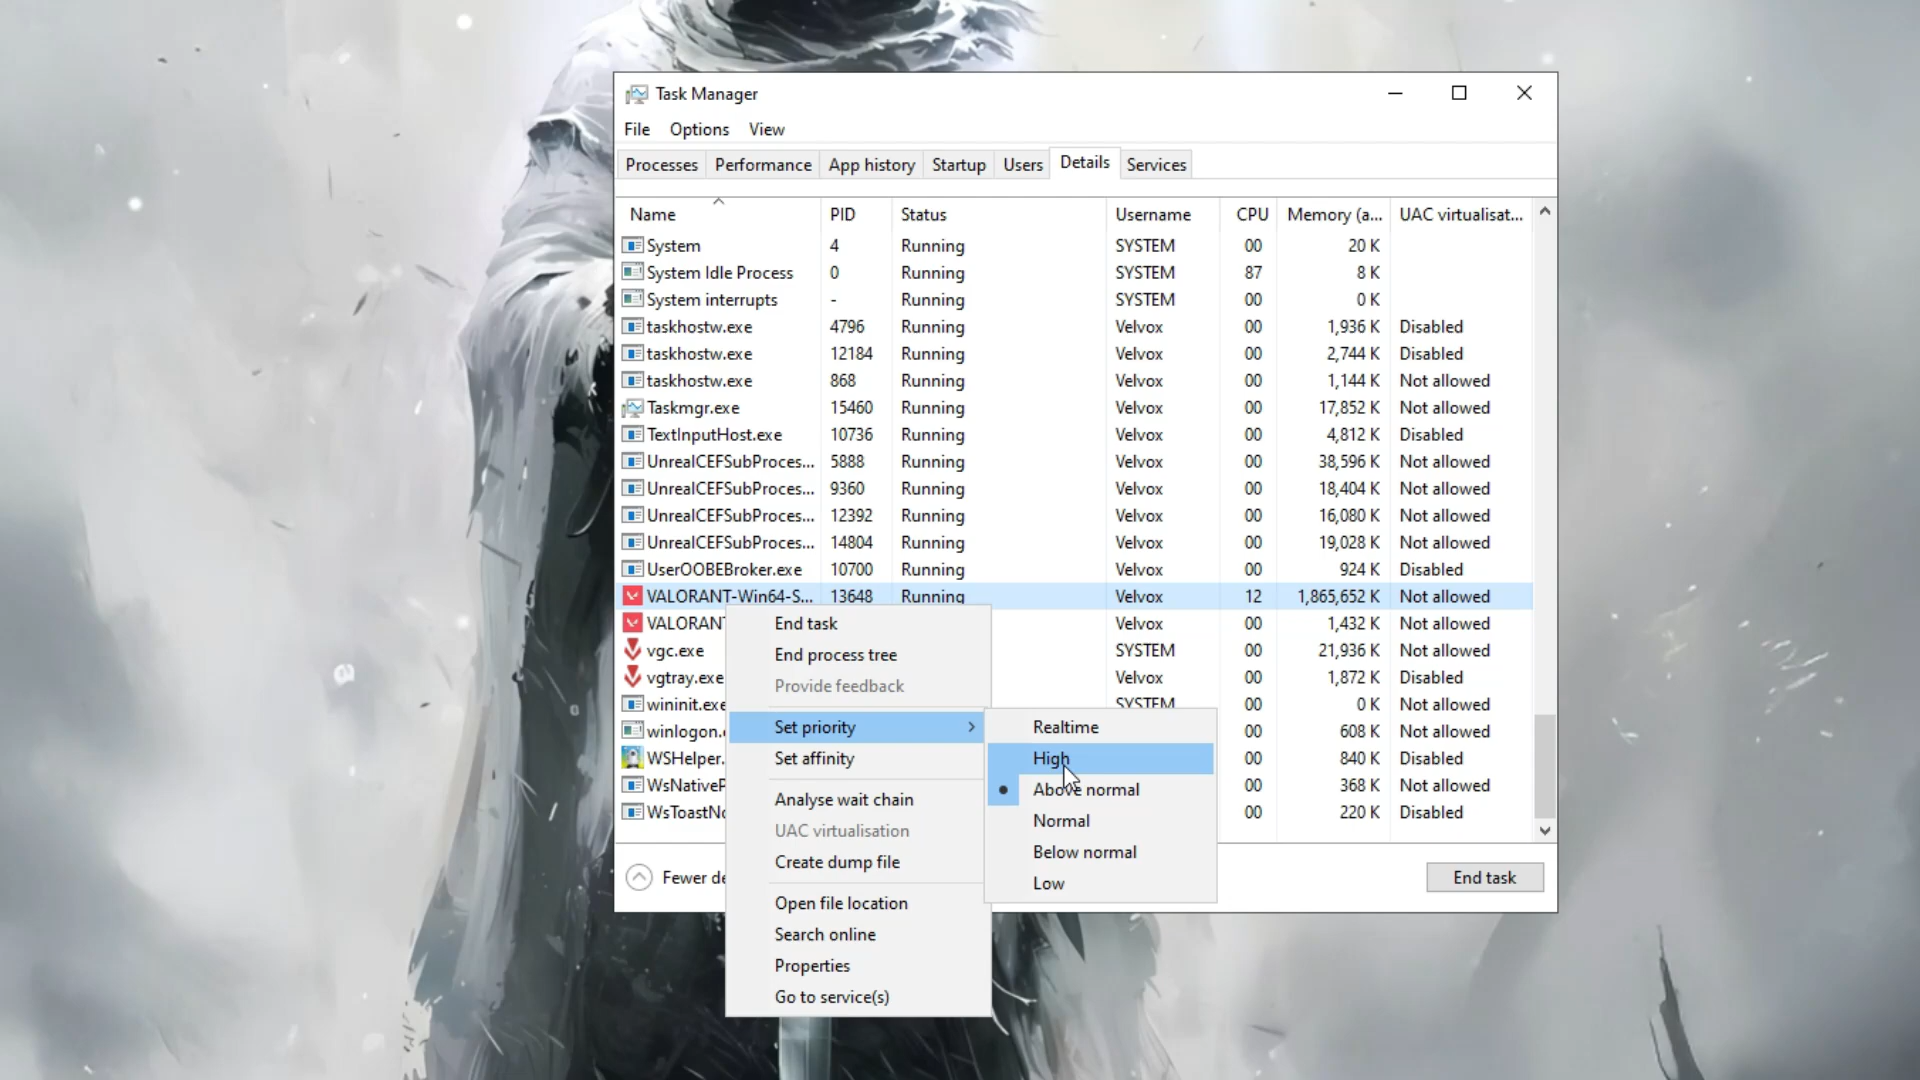 Task Manager
File Options View
Processes Performance App history Startup Users Details Services
Name PID Status Username CPU Memory (a... UAC virtualisat...
System 4 Running SYSTEM 00 20 K
System Idle Process 0 Running SYSTEM 87 8 K
System interrupts - Running SYSTEM 00 0 K
taskhostw.exe 4796 Running Velvox 00 1,936 K Disabled
taskhostw.exe 12184 Running Velvox 00 2,744 K Disabled
taskhostw.exe 868 Running Velvox 00 1,144 K Not allowed
Taskmgr.exe 15460 Running Velvox 00 17,852 K Not allowed
TextInputHost.exe 10736 Running Velvox 00 4,812 K Disabled
UnrealCEFSubProces... 5888 Running Velvox 00 38,596 K Not allowed
UnrealCEFSubProces... 9360 Running Velvox 00 18,404 K Not allowed
UnrealCEFSubProces... 12392 Running Velvox 00 16,080 K Not allowed
UnrealCEFSubProces... 14804 Running Velvox 00 19,028 K Not allowed
UserOOBEBroker.exe 10700 Running Velvox 00 924 K Disabled
VALORANT-Win64-S... 13648 Running Velvox 12 1,865,652 K Not allowed
VALORANT Velvox 00 1,432 K Not allowed
vgc.exe SYSTEM 00 21,936 K Not allowed
vgtray.exe Velvox 00 1,872 K Disabled
wininit.exe SYSTEM 00 0 K Not allowed
winlogon. 00 608 K Not allowed
WSHelper. 00 840 K Disabled
WsNativeP 00 368 K Not allowed
WsToastNo 00 220 K Disabled
End task
End process tree
Provide feedback
Set priority
Set affinity
Analyse wait chain
UAC virtualisation
Create dump file
Open file location
Search online
Properties
Go to service(s)
Realtime
High
Above normal
Normal
Below normal
Low
Fewer de
End task